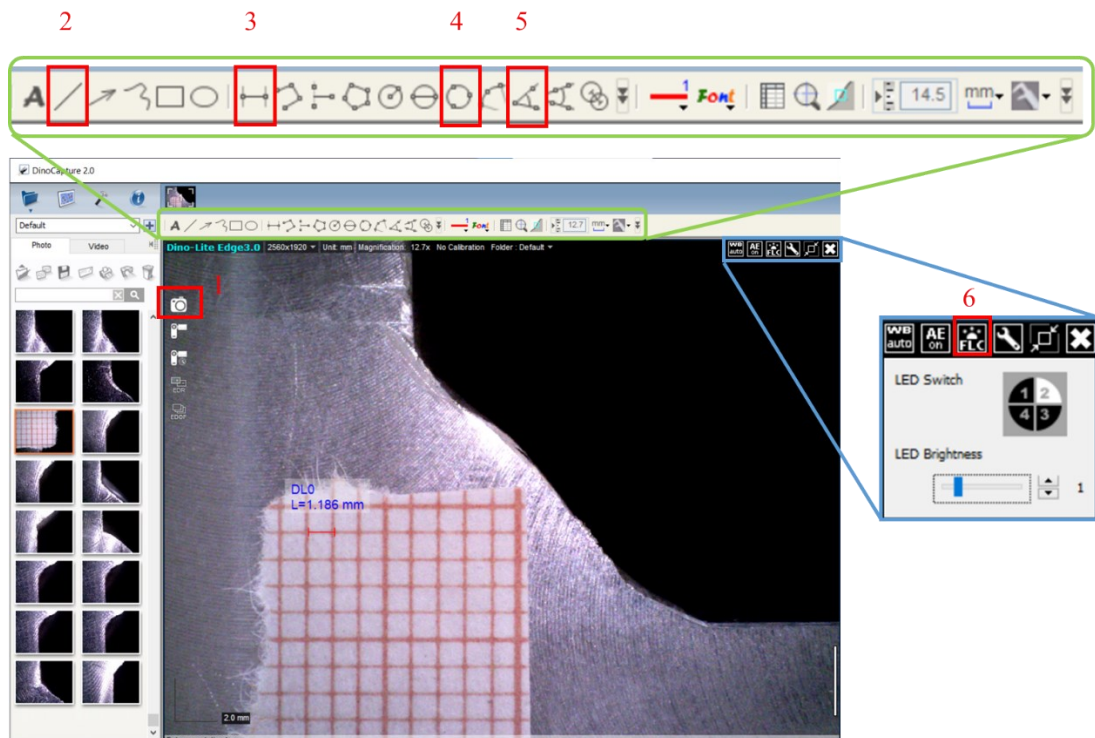 2 3 4 5
A 1 Font 14.5 mm
DinoCapture 2.0
Default
A Font 12.7 mm
Photo Video
Dino-Lite Edge3.0 2560x1920 Unit: mm Magnification 12.7x No Calibration Folder : Default
WB auto AE on FLC
1
6
WB auto AE on FLC
EDR
EDOF
LED Switch
1 2
4 3
LED Brightness
1
DL0
L=1.186 mm
2.0 mm